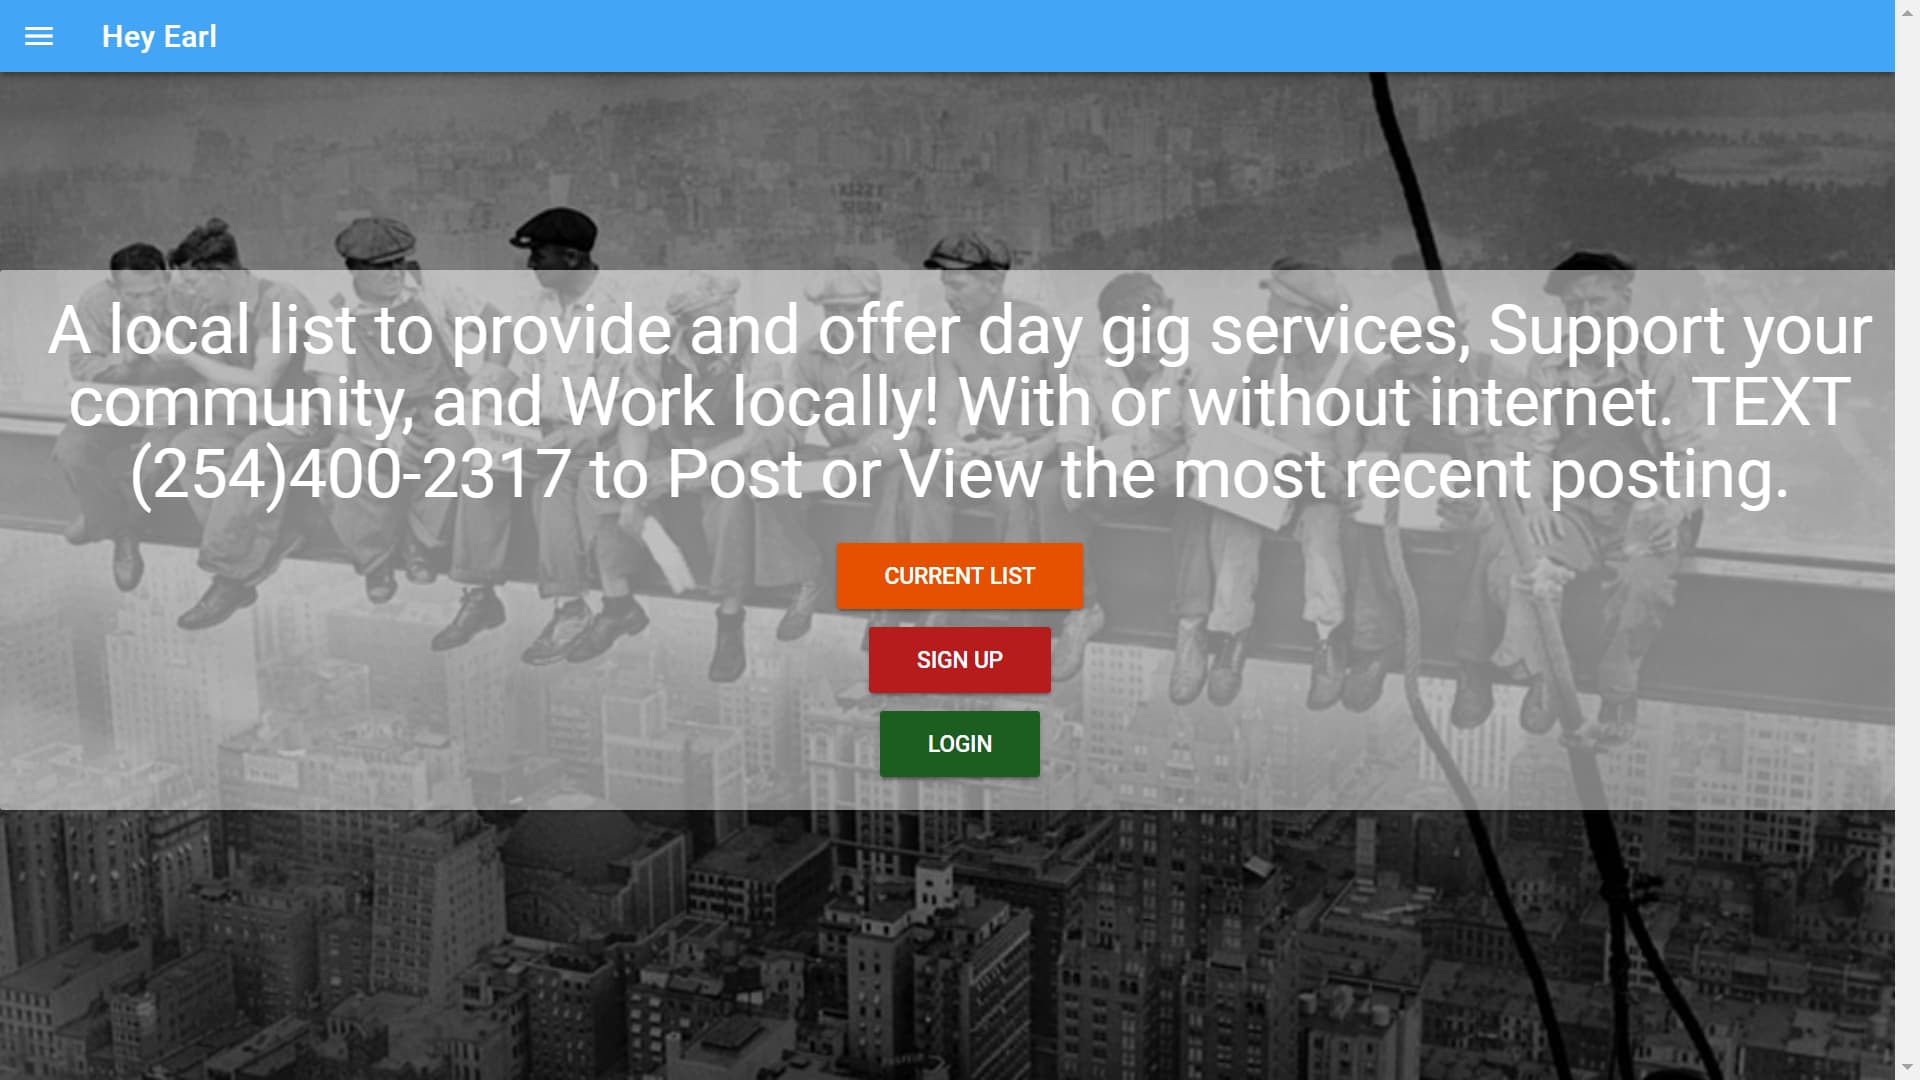 Hey Earl
A local list to provide and offer day gig services, Support your
community, and Work locally! With or without internet. TEXT
(254)400-2317 to Post or View the most recent posting.
CURRENT LIST
SIGN UP
LOGIN